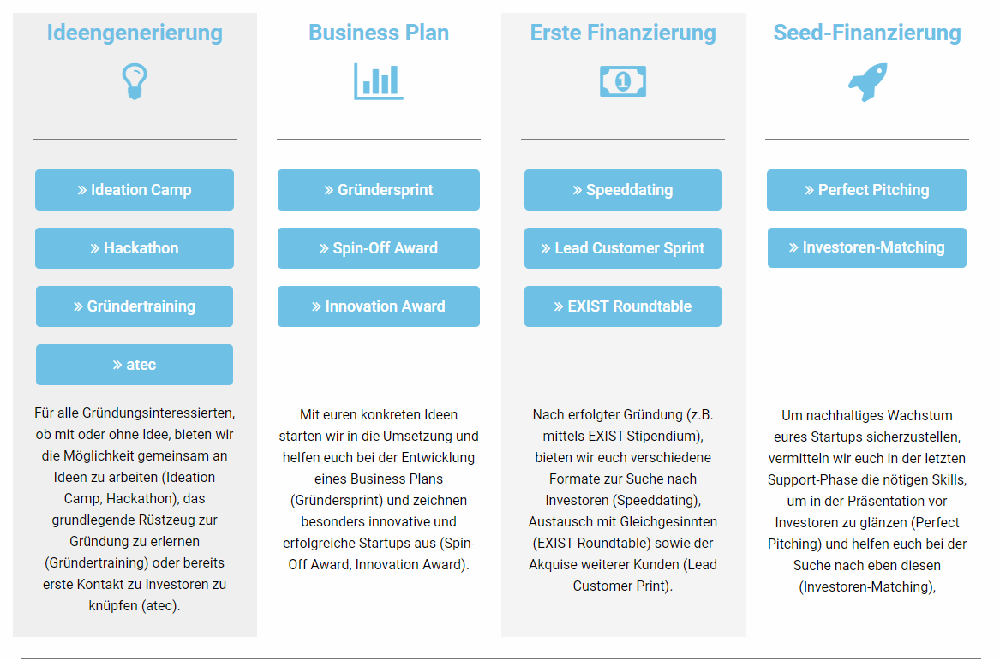 Ideengenerierung
» Ideation Camp
» Hackathon
» Gründertraining
» atec
Für alle Gründungsinteressierten,
ob mit oder ohne Idee, bieten wir
die Möglichkeit gemeinsam an
Ideen zu arbeiten (Ideation
Camp, Hackathon), das
grundlegende Rüstzeug zur
Gründung zu erlernen
(Gründertraining) oder bereits
erste Kontakt zu Investoren zu
knüpfen (atec).
Business Plan
» Gründersprint
» Spin-Off Award
» Innovation Award
Mit euren konkreten Ideen
starten wir in die Umsetzung und
helfen euch bei der Entwicklung
eines Business Plans
(Gründersprint) und zeichnen
besonders innovative und
erfolgreiche Startups aus (Spin-
Off Award, Innovation Award).
Erste Finanzierung
1
» Speeddating
» Lead Customer Sprint
» EXIST Roundtable
Nach erfolgter Gründung (z.B.
mittels EXIST-Stipendium),
bieten wir euch verschiedene
Formate zur Suche nach
Investoren (Speeddating),
Austausch mit Gleichgesinnten
(EXIST Roundtable) sowie der
Akquise weiterer Kunden (Lead
Customer Print).
Seed-Finanzierung
» Perfect Pitching
» Investoren-Matching
Um nachhaltiges Wachstum
eures Startups sicherzustellen,
vermitteln wir euch in der letzten
Support-Phase die nötigen Skills,
um in der Präsentation vor
Investoren zu glänzen (Perfect
Pitching) und helfen euch bei der
Suche nach eben diesen
(Investoren-Matching),